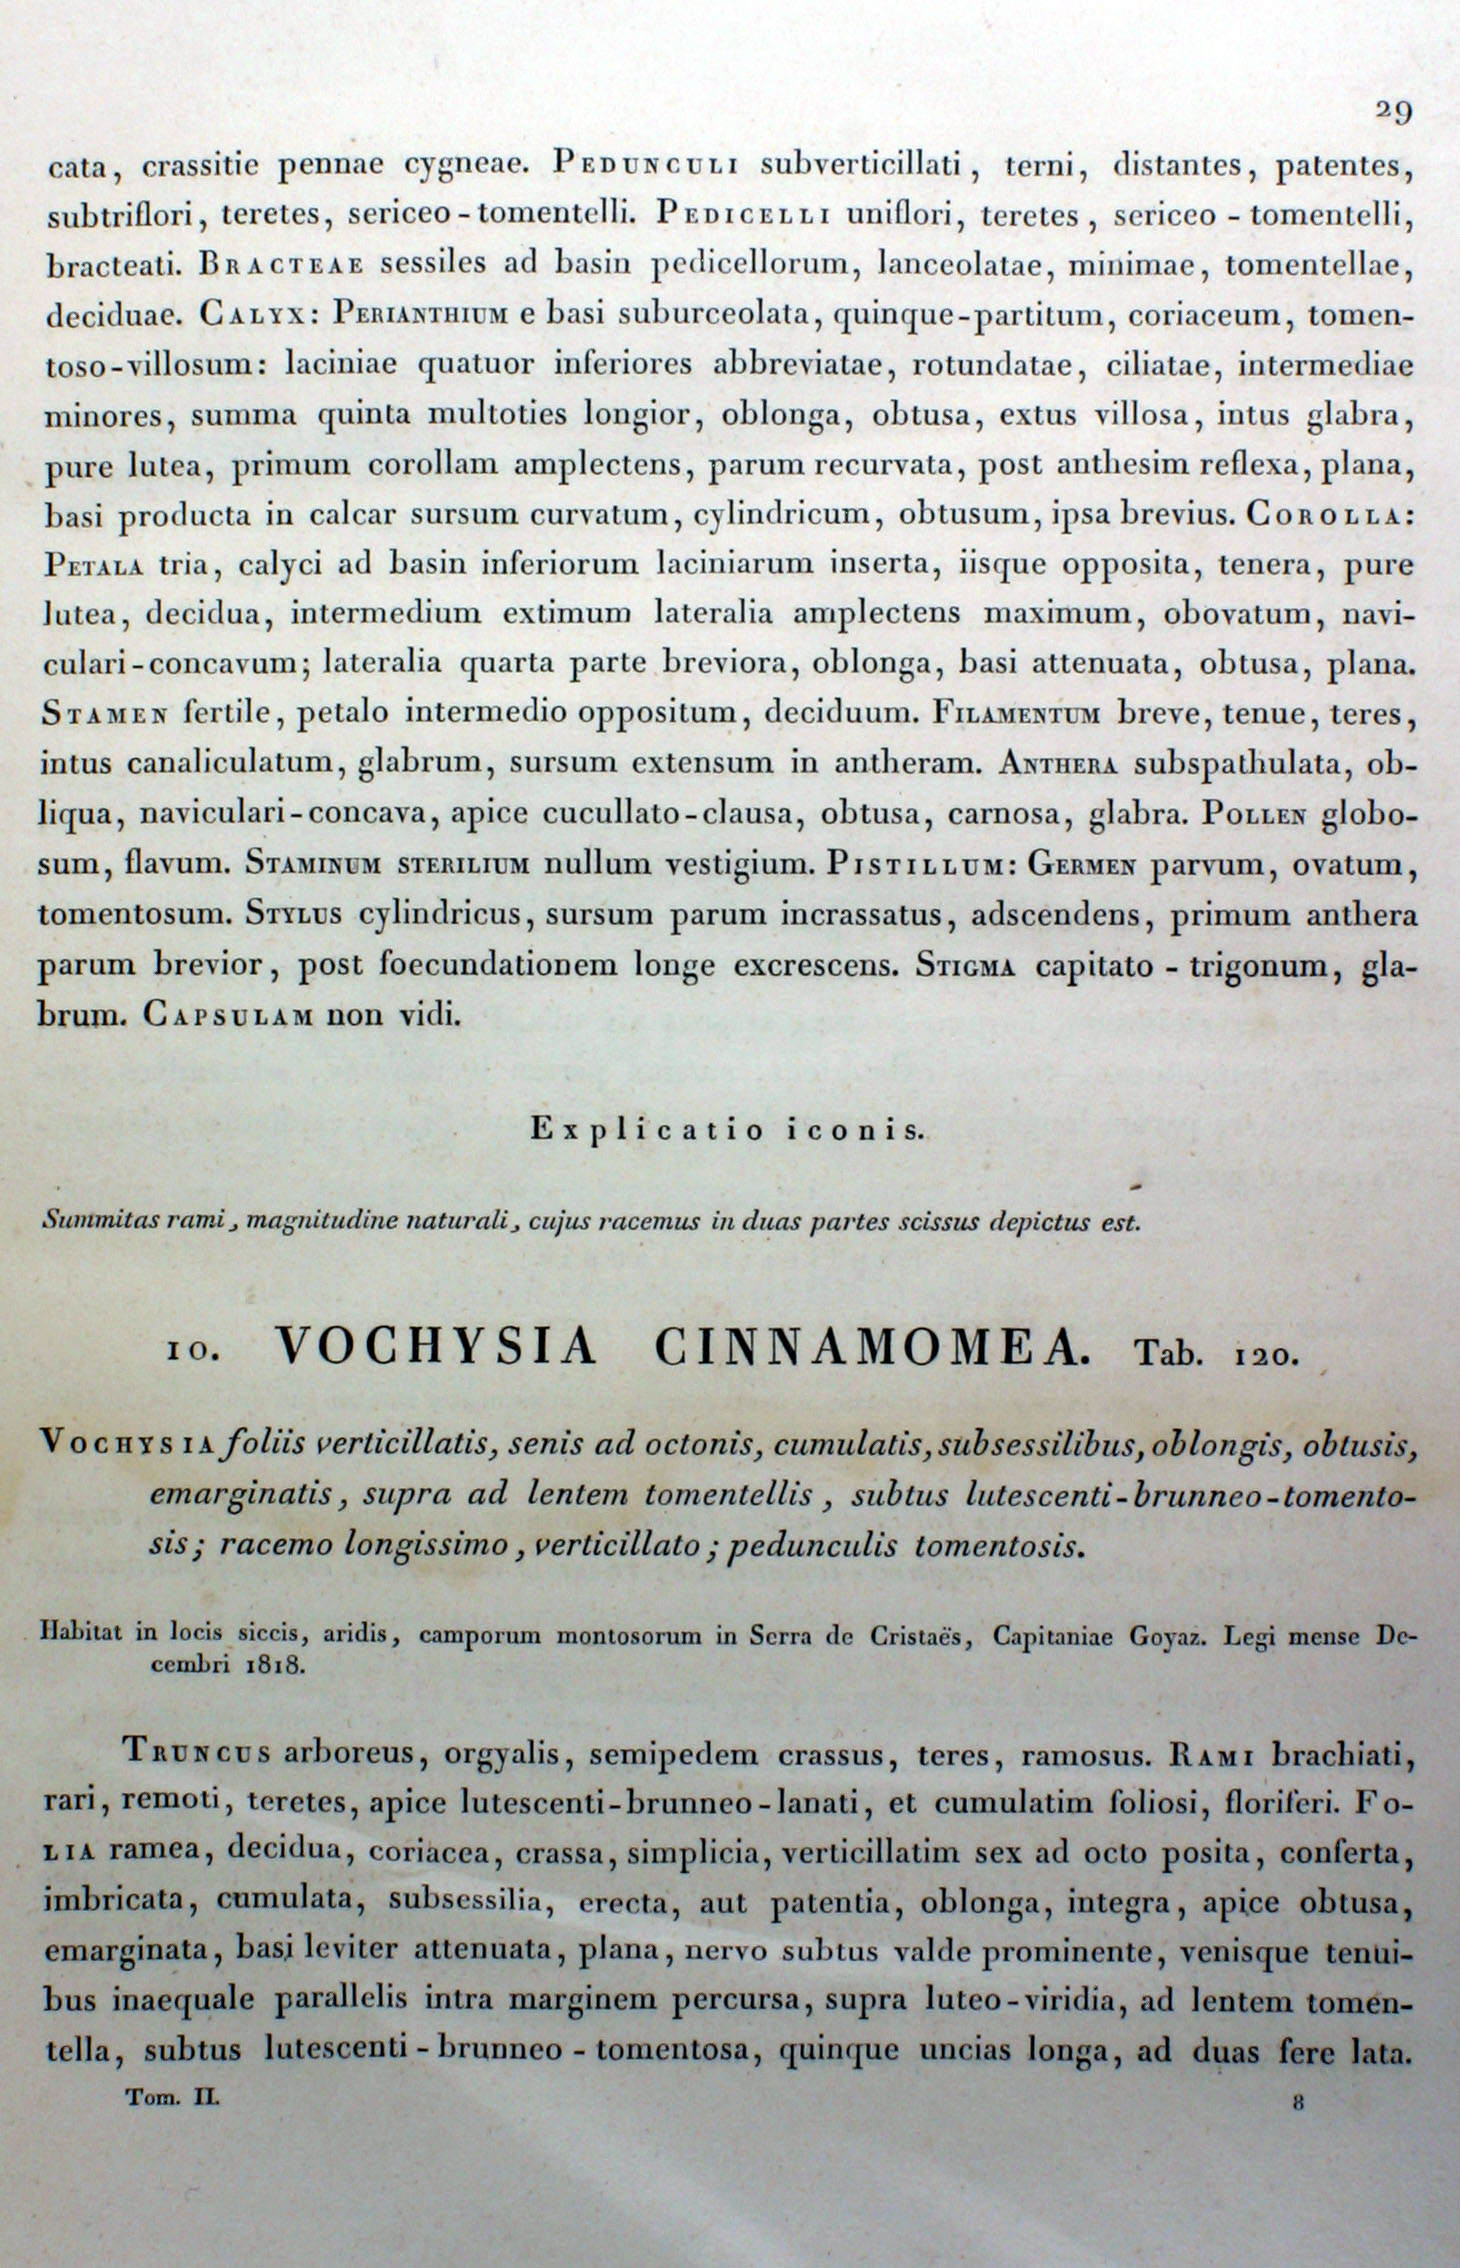 29
cata, crassitie pennae cygneae. PEDUNCULI subverticillati, terni, distantes, patentes,
subtriflori, teretes, sericeo-tomentelli. PEDICELLI uniflori, teretes, sericeo-tomentelli,
bracteati. BRACTEAE sessiles ad basin pedicellorum, lanceolatae, minimae, tomentellae,
deciduae. CALYX: PERIANTHIUM e basi suburceolata, quinque-partitum, coriaceum, tomen-
toso-villosum: laciniae quatuor inferiores abbreviatae, rotundatae, ciliatae, intermediae
minores, summa quinta multoties longior, oblonga, obtusa, extus villosa, intus glabra,
pure lutea, primum corollam amplectens, parum recurvata, post anthesim reflexa, plana,
basi producta in calcar sursum curvatum, cylindricum, obtusum, ipsa brevius. COROLLA:
PETALA tria, calyci ad basin inferiorum laciniarum inserta, iisque opposita, tenera, pure
lutea, decidua, intermedium extimum lateralia amplectens maximum, obovatum, navi-
culari-concavum; lateralia quarta parte breviora, oblonga, basi attenuata, obtusa, plana.
STAMEN fertile, petalo intermedio oppositum, deciduum. FILAMENTUM breve, tenue, teres,
intus canaliculatum, glabrum, sursum extensum in antheram. ANTHERA subspathulata, ob-
liqua, naviculari-concava, apice cucullato-clausa, obtusa, carnosa, glabra. POLLEN globo-
sum, flavum. STAMINUM STERILIUM nullum vestigium. PISTILLUM: GERMEN parvum, ovatum,
tomentosum. STYLUS cylindricus, sursum parum incrassatus, adscendens, primum anthera
parum brevior, post foecundationem longe excrescens. STIGMA capitato-trigonum, gla-
brum. CAPSULAM non vidi.
Explicatio iconis.
Summitas rami, magnitudine naturali, cujus racemus in duas partes scissus depictus est.
10. VOCHYSIA CINNAMOMEA. Tab. 120.
VOCHYSIA foliis verticillatis, senis ad octonis, cumulatis, subsessilibus, oblongis, obtusis,
emarginatis, supra ad lentem tomentellis, subtus lutescenti-brunneo-tomento-
sis; racemo longissimo, verticillato; pedunculis tomentosis.
Habitat in locis siccis, aridis, camporum montosorum in Serra de Cristaës, Capitaniae Goyaz. Legi mense De-
cembri 1818.
TRUNCUS arboreus, orgyalis, semipedem crassus, teres, ramosus. RAMI brachiati,
rari, remoti, teretes, apice lutescenti-brunneo-lanati, et cumulatim foliosi, floriferi. FO-
LIA ramea, decidua, coriacea, crassa, simplicia, verticillatim sex ad octo posita, conferta,
imbricata, cumulata, subsessilia, erecta, aut patentia, oblonga, integra, apice obtusa,
emarginata, basi leviter attenuata, plana, nervo subtus valde prominente, venisque tenui-
bus inaequale parallelis intra marginem percursa, supra luteo-viridia, ad lentem tomen-
tella, subtus lutescenti-brunneo-tomentosa, quinque uncias longa, ad duas fere lata.
Tom. II. 8